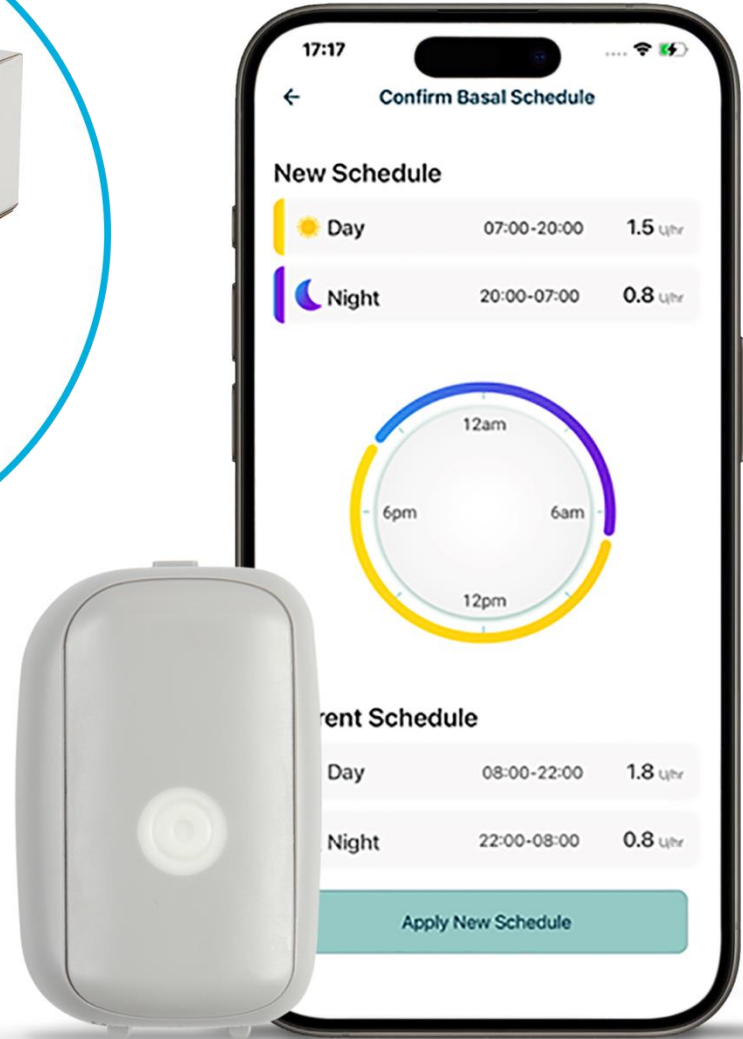 17:17
Confirm Basal Schedule
New Schedule
Day 07:00-20:00 1.5 U/hr
Night 20:00-07:00 0.8 U/hr
12am
6pm 6am
12pm
rent Schedule
Day 08:00-22:00 1.8 U/hr
Night 22:00-08:00 0.8 U/hr
Apply New Schedule